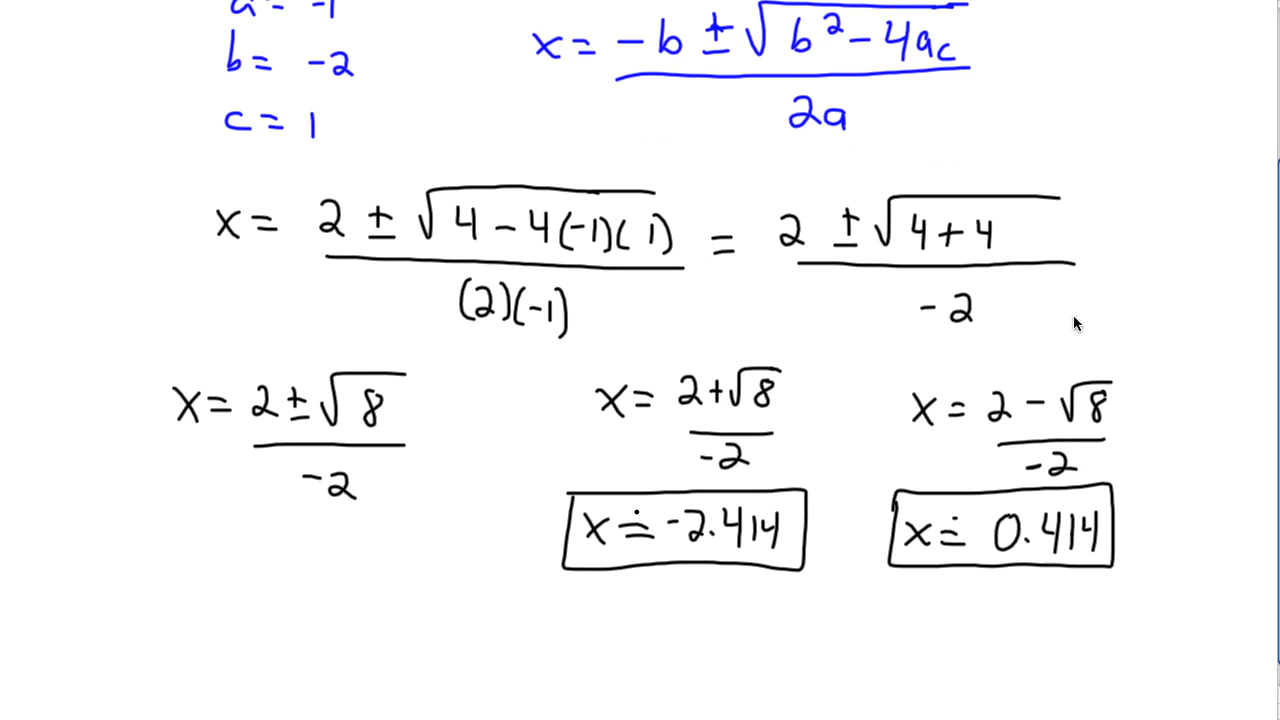 a = -1
b = -2
c = 1
x = -b ± √(b² - 4ac) / 2a
x = 2 ± √(4 - 4(-1)(1)) / (2)(-1) = 2 ± √(4 + 4) / -2
x = 2 ± √8 / -2
x = 2 + √8 / -2
x = 2 - √8 / -2
x ≐ -2.414
x ≐ 0.414